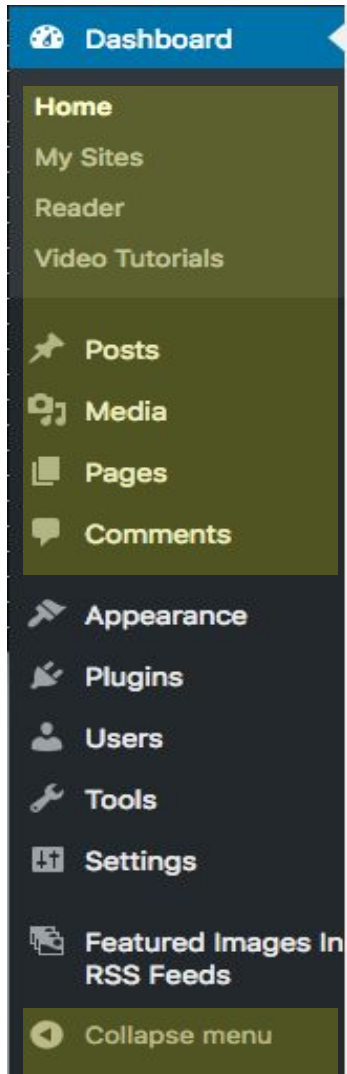 Dashboard
Home
My Sites
Reader
Video Tutorials
Posts
Media
Pages
Comments
Appearance
Plugins
Users
Tools
Settings
Featured Images In
RSS Feeds
Collapse menu